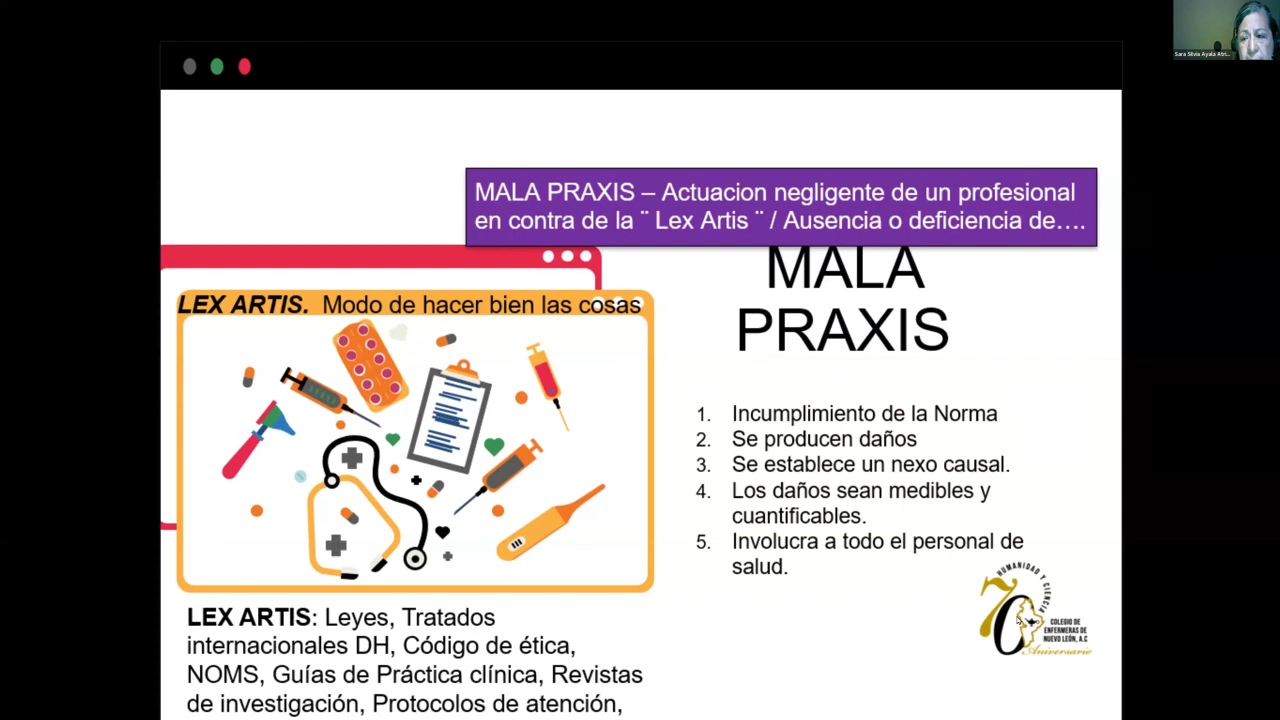 Sara Silvia Ayala Afri...
MALA PRAXIS – Actuacion negligente de un profesional
en contra de la ¨ Lex Artis ¨ / Ausencia o deficiencia de….
MALA
PRAXIS
LEX ARTIS. Modo de hacer bien las cosas
1. Incumplimiento de la Norma
2. Se producen daños
3. Se establece un nexo causal.
4. Los daños sean medibles y
cuantificables.
5. Involucra a todo el personal de
salud.
LEX ARTIS: Leyes, Tratados
internacionales DH, Código de ética,
NOMS, Guías de Práctica clínica, Revistas
de investigación, Protocolos de atención,
HUMANIDAD Y CIENCIA
70
COLEGIO DE
ENFERMERAS DE
NUEVO LEÓN, A.C
Aniversario